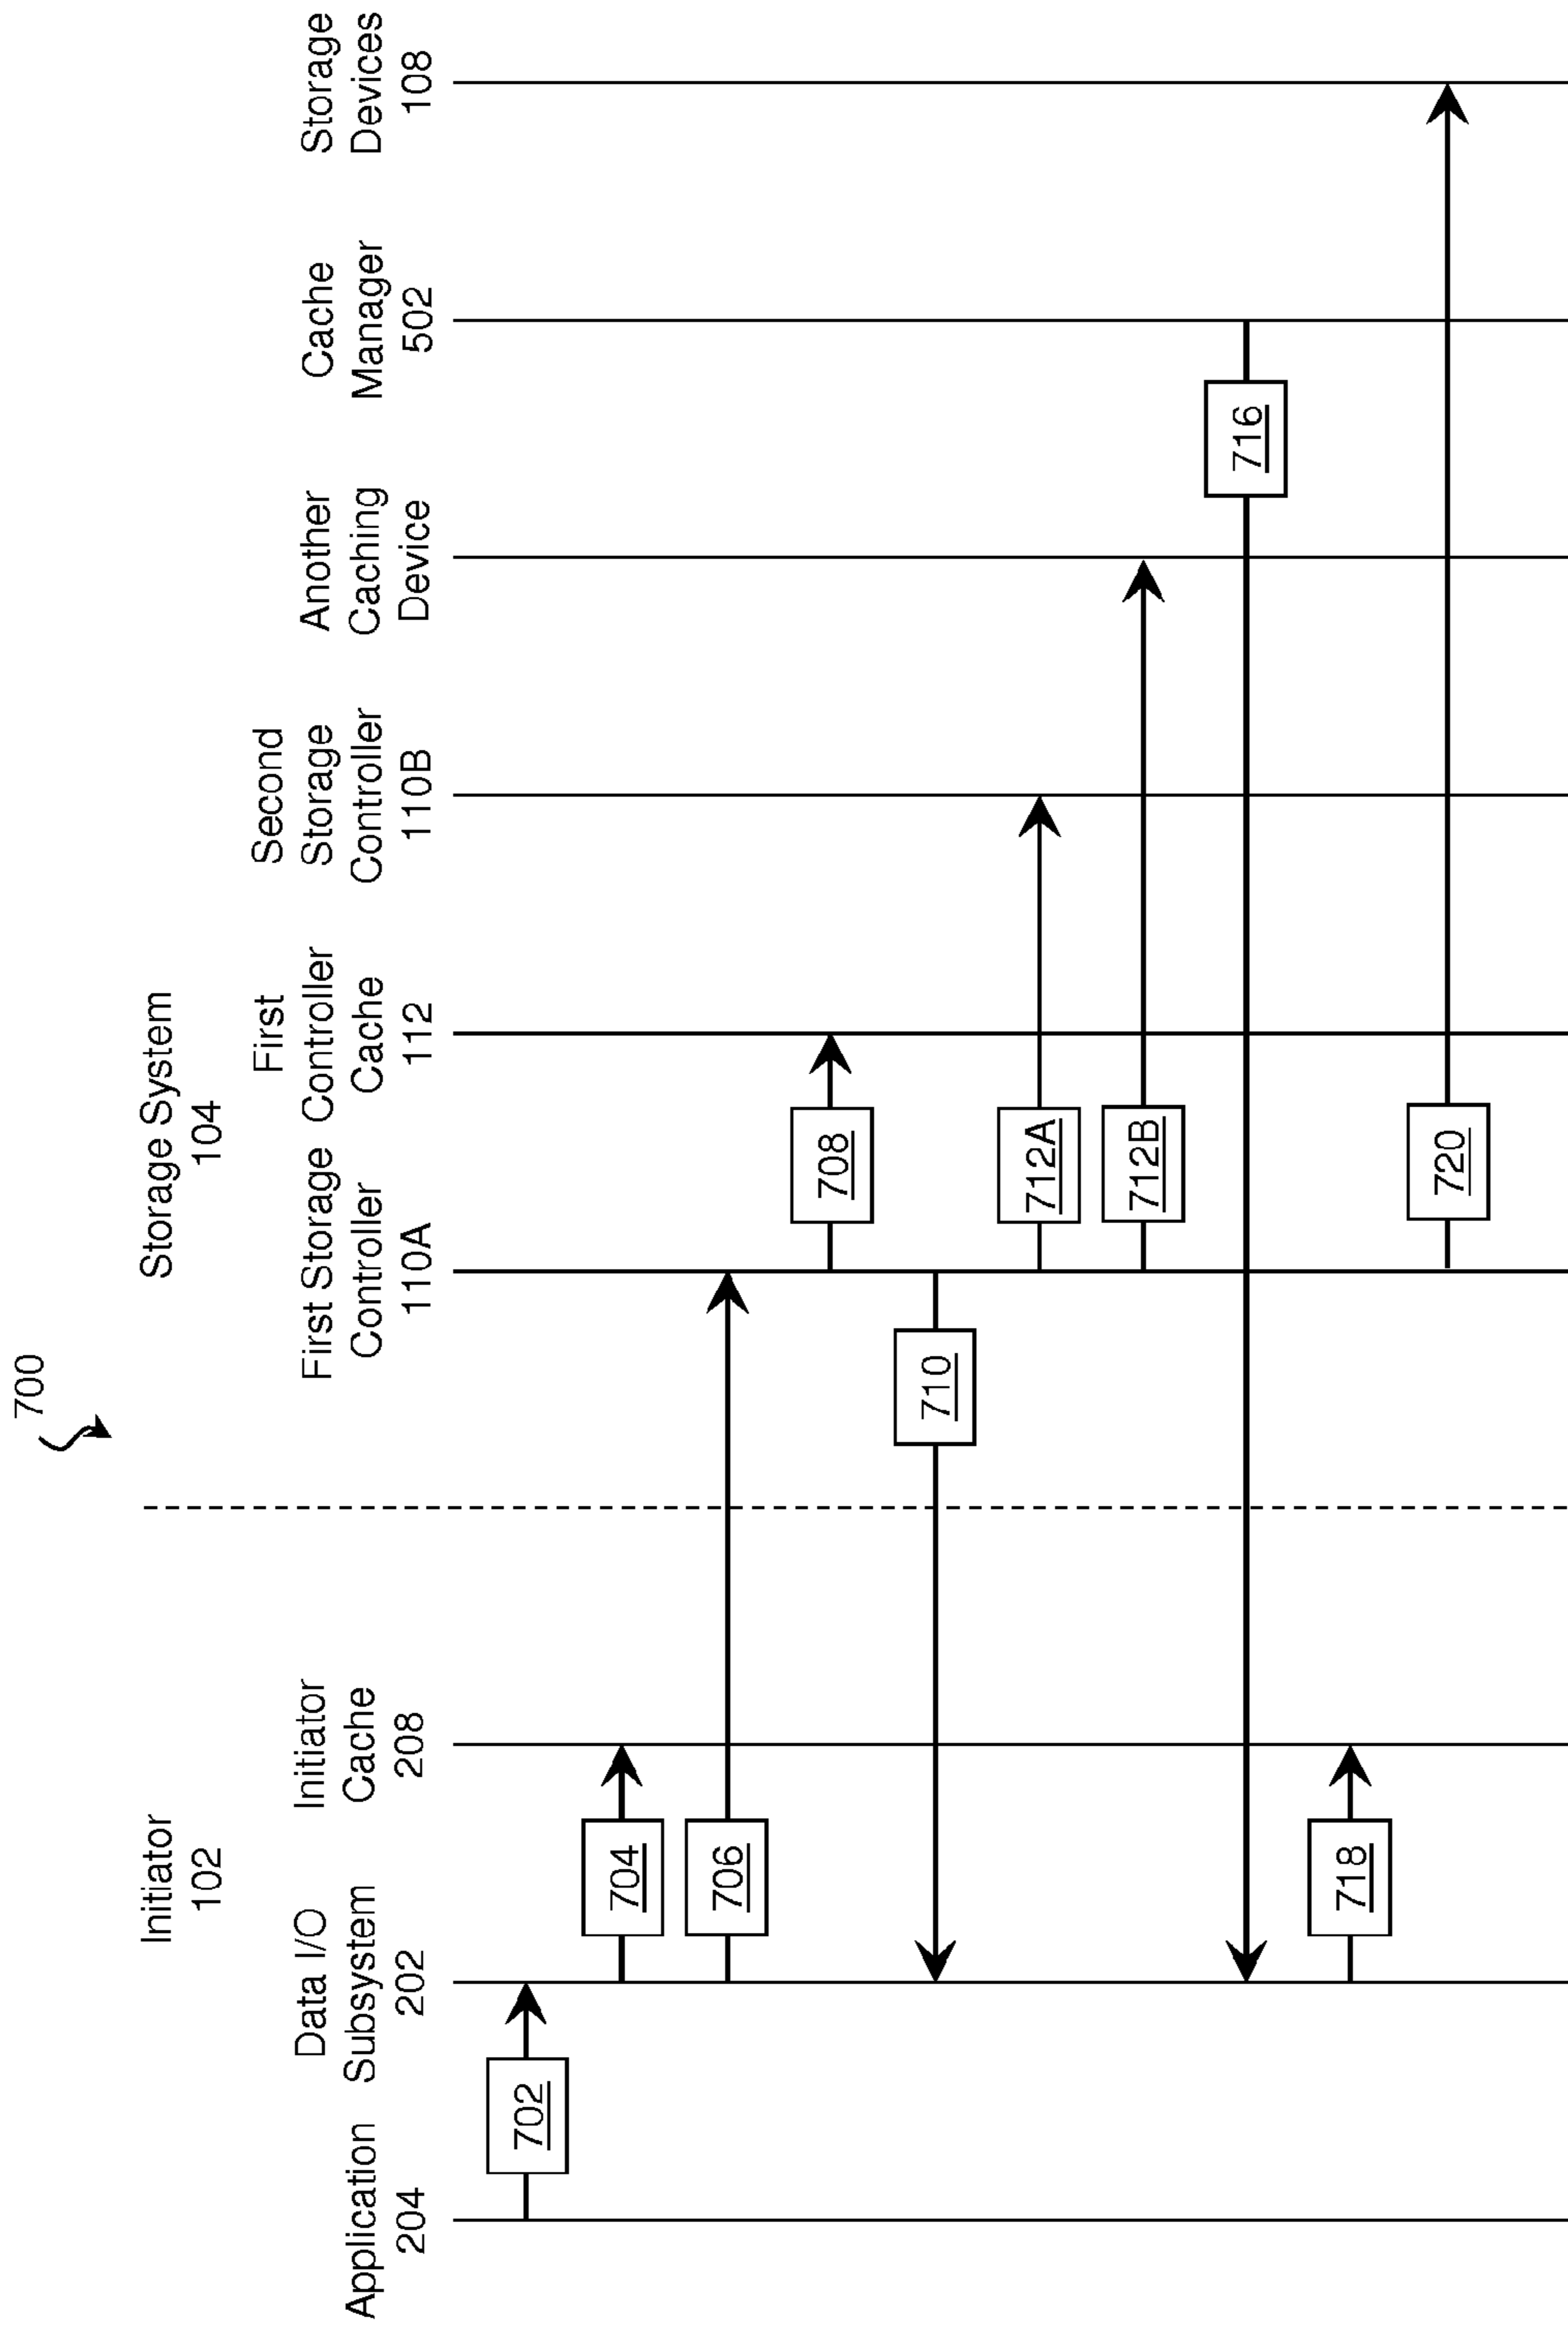 700
Initiator
102
Storage System
104
Application
204
Data I/O
Subsystem
202
Initiator
Cache
208
First Storage
Controller
110A
First
Controller
Cache
112
Second
Storage
Controller
110B
Another
Caching
Device
Cache
Manager
502
Storage
Devices
108
702
704
706
708
710
712A
712B
716
718
720